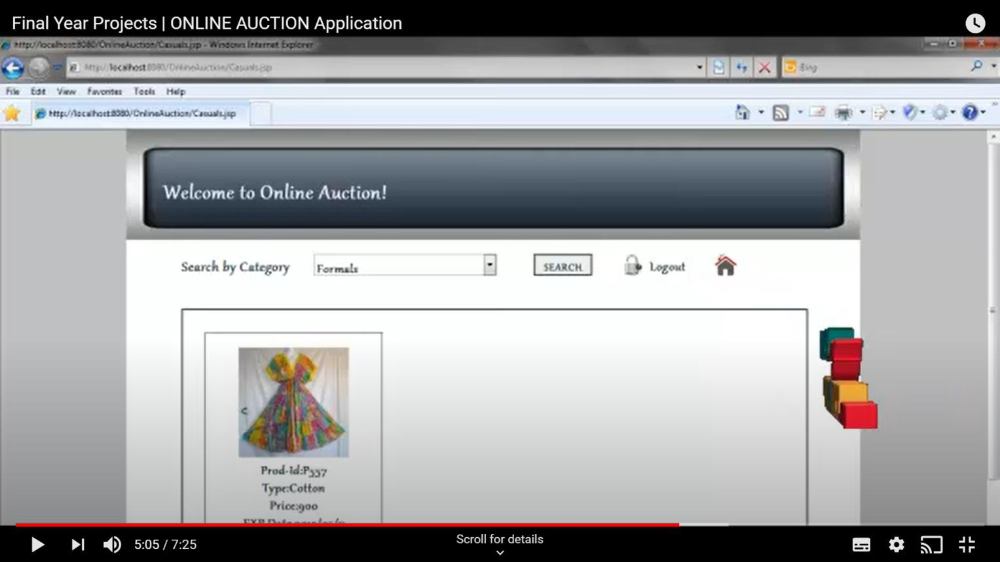 Final Year Projects | ONLINE AUCTION Application
http://localhost:8080/OnlineAuction/Casuals.jsp - Windows Internet Explorer
http://localhost:8080/OnlineAuction/Casuals.jsp
Bing
File Edit View Favorites Tools Help
http://localhost:8080/OnlineAuction/Casuals.jsp
Welcome to Online Auction!
Search by Category Formals SEARCH Logout
Prod-Id:P337
Type:Cotton
Price:900
5:05 / 7:25
Scroll for details